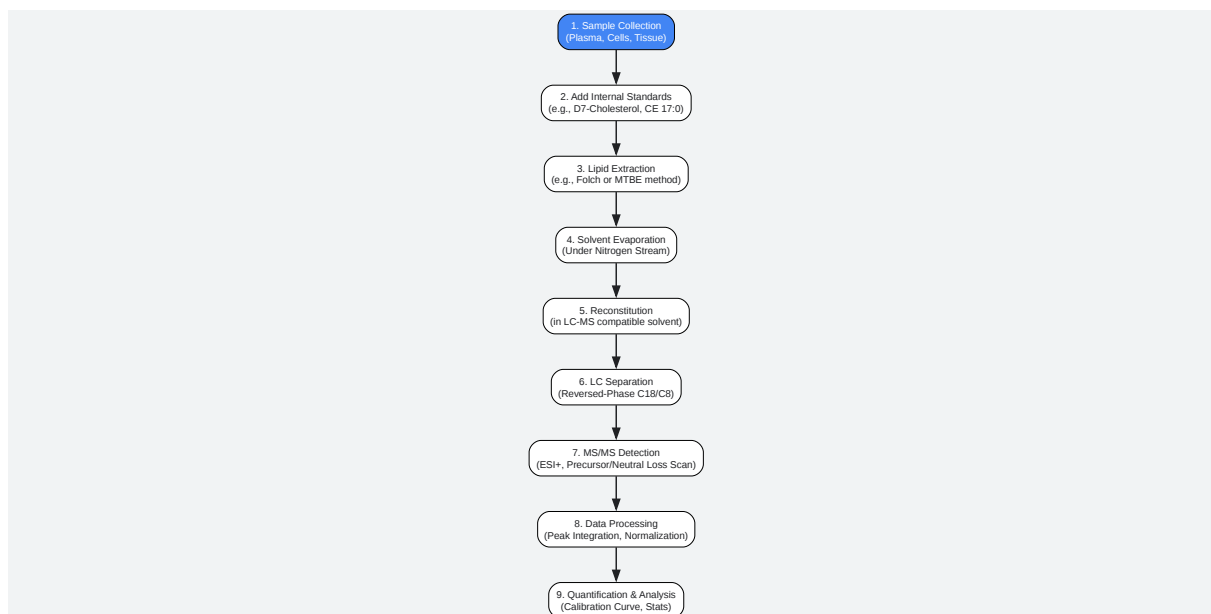 1. Sample Collection
(Plasma, Cells, Tissue)
2. Add Internal Standards
(e.g., D7-Cholesterol, CE 17:0)
3. Lipid Extraction
(e.g., Folch or MTBE method)
4. Solvent Evaporation
(Under Nitrogen Stream)
5. Reconstitution
(in LC-MS compatible solvent)
6. LC Separation
(Reversed-Phase C18/C8)
7. MS/MS Detection
(ESI+, Precursor/Neutral Loss Scan)
8. Data Processing
(Peak Integration, Normalization)
9. Quantification & Analysis
(Calibration Curve, Stats)